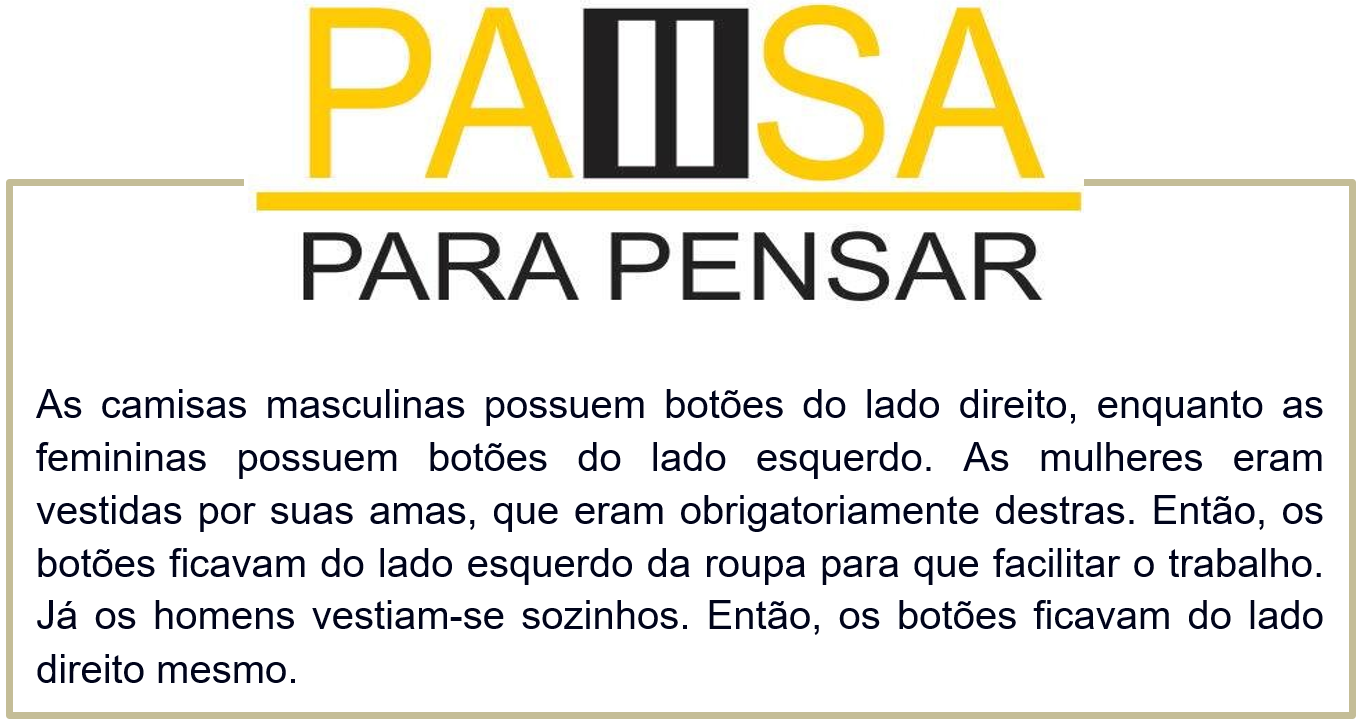 PAUSA
PARA PENSAR
As camisas masculinas possuem botões do lado direito, enquanto as
femininas possuem botões do lado esquerdo. As mulheres eram
vestidas por suas amas, que eram obrigatoriamente destras. Então, os
botões ficavam do lado esquerdo da roupa para que facilitar o trabalho.
Já os homens vestiam-se sozinhos. Então, os botões ficavam do lado
direito mesmo.